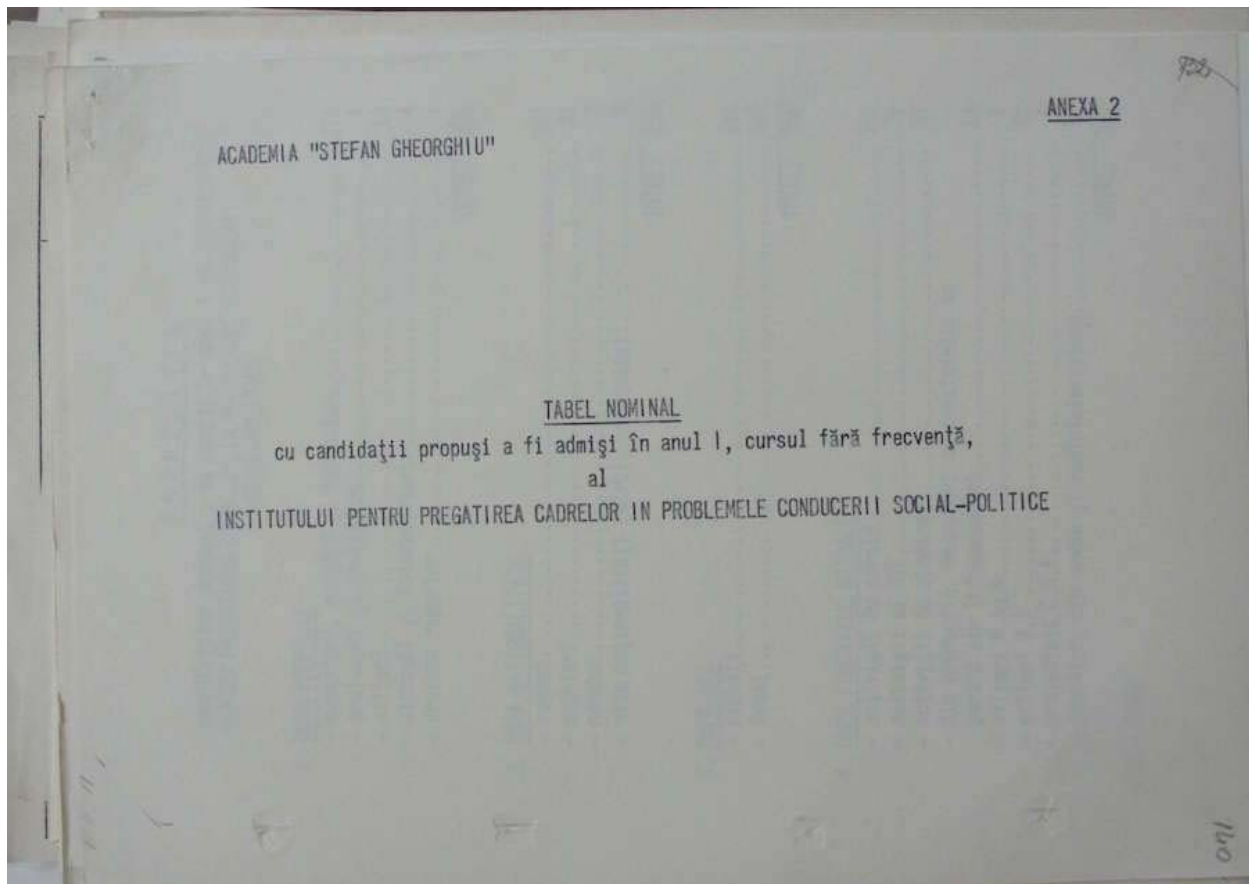 ANEXA 2
ACADEMIA "STEFAN GHEORGHIU"
TABEL NOMINAL
cu candidaţii propuşi a fi admişi în anul I, cursul fără frecvenţă,
al
INSTITUTULUI PENTRU PREGATIREA CADRELOR IN PROBLEMELE CONDUCERII SOCIAL-POLITICE
140